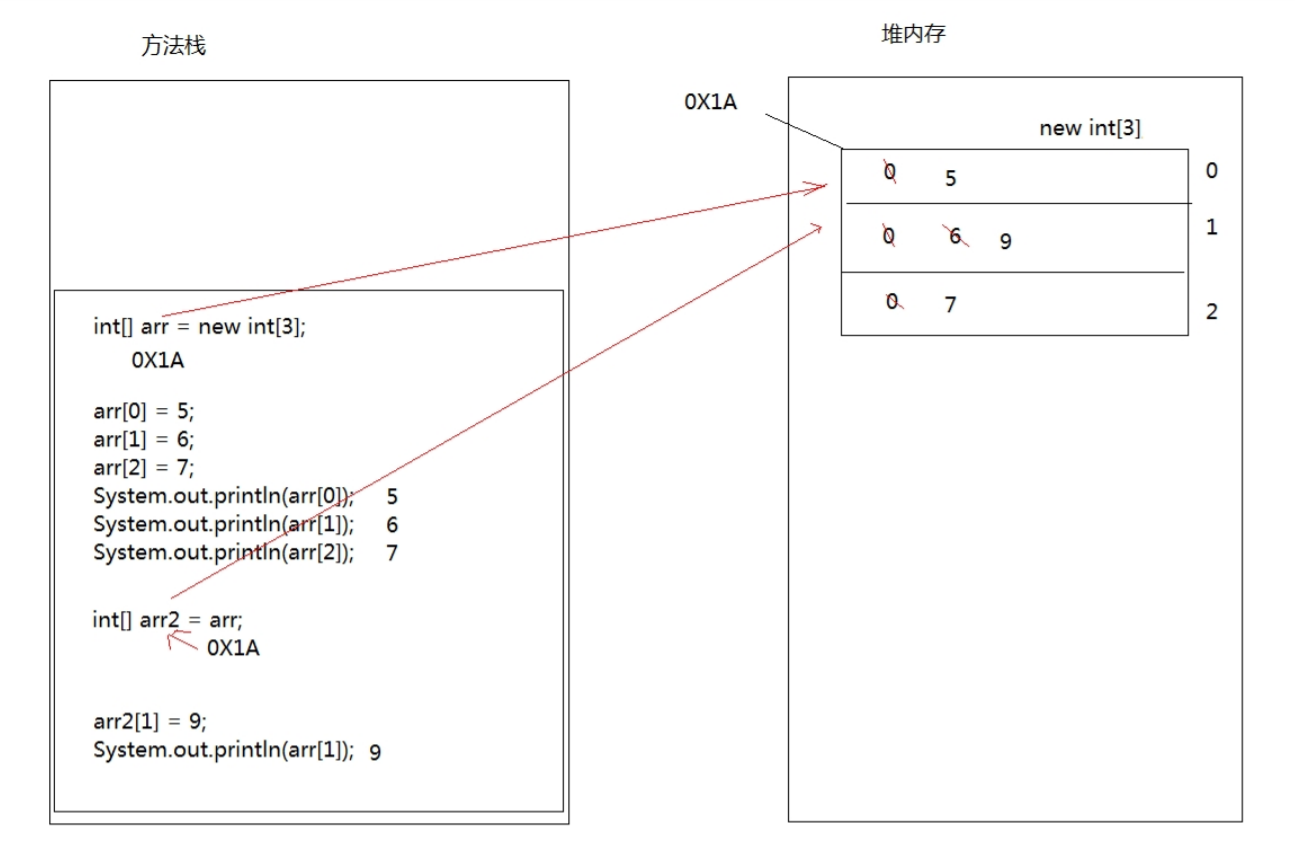 方法栈
int[] arr = new int[3];
0X1A
arr[0] = 5;
arr[1] = 6;
arr[2] = 7;
System.out.println(arr[0]); 5
System.out.println(arr[1]); 6
System.out.println(arr[2]); 7
int[] arr2 = arr;
0X1A
arr2[1] = 9;
System.out.println(arr[1]); 9
堆内存
0X1A
new int[3]
0 5 0
0 6 9 1
0 7 2